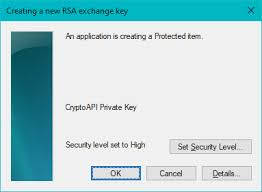 Creating a new RSA exchange key
An application is creating a Protected item.
CryptoAPI Private Key
Security level set to High
Set Security Level...
OK
Cancel
Details...